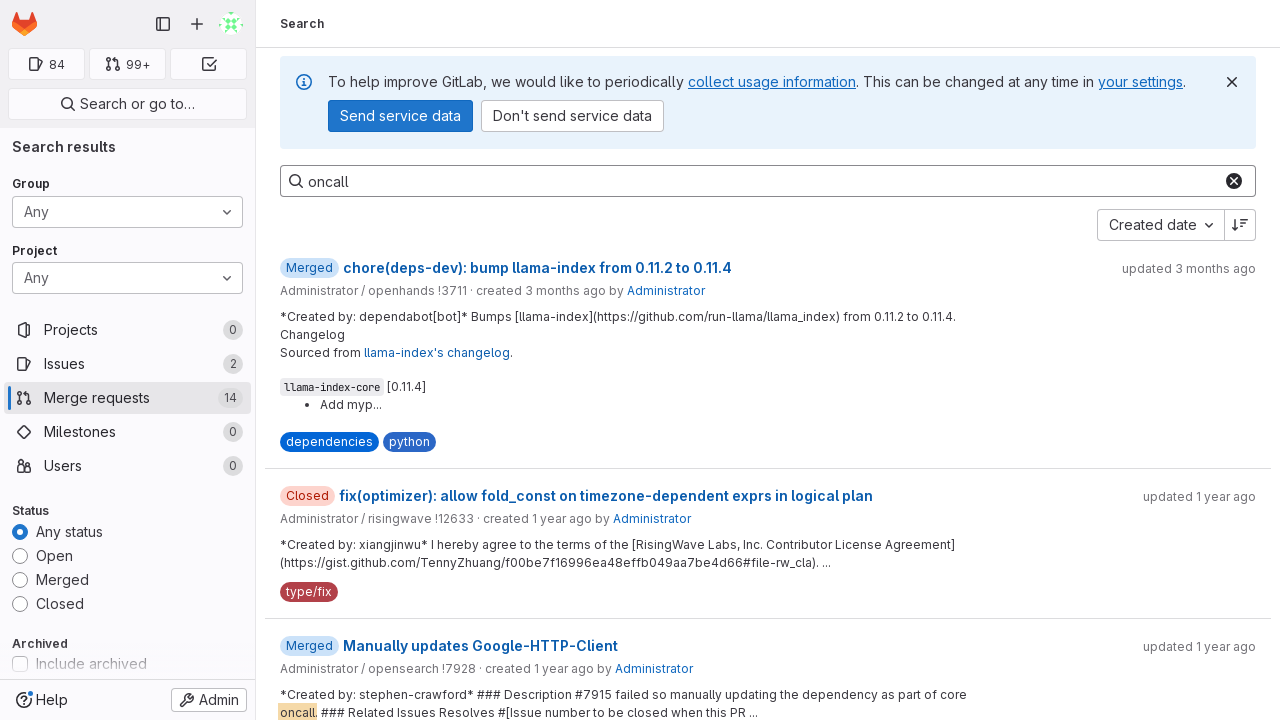 Search
84
99+
Search or go to…
To help improve GitLab, we would like to periodically collect usage information. This can be changed at any time in your settings.
Send service data
Don't send service data
Search results
Group
Any
Project
Any
Projects 0
Issues 2
Merge requests 14
Milestones 0
Users 0
Status
Any status
Open
Merged
Closed
Archived
Include archived
Help
Admin
oncall
Created date
Merged chore(deps-dev): bump llama-index from 0.11.2 to 0.11.4
updated 3 months ago
Administrator / openhands !3711 · created 3 months ago by Administrator
*Created by: dependabot[bot]* Bumps [llama-index](https://github.com/run-llama/llama_index) from 0.11.2 to 0.11.4.
Changelog
Sourced from llama-index's changelog.
llama-index-core [0.11.4]
• Add myp...
dependencies python
Closed fix(optimizer): allow fold_const on timezone-dependent exprs in logical plan
updated 1 year ago
Administrator / risingwave !12633 · created 1 year ago by Administrator
*Created by: xiangjinwu* I hereby agree to the terms of the [RisingWave Labs, Inc. Contributor License Agreement]
(https://gist.github.com/TennyZhuang/f00be7f16996ea48effb049aa7be4d66#file-rw_cla). ...
type/fix
Merged Manually updates Google-HTTP-Client
updated 1 year ago
Administrator / opensearch !7928 · created 1 year ago by Administrator
*Created by: stephen-crawford* ### Description #7915 failed so manually updating the dependency as part of core
oncall. ### Related Issues Resolves #[Issue number to be closed when this PR ...